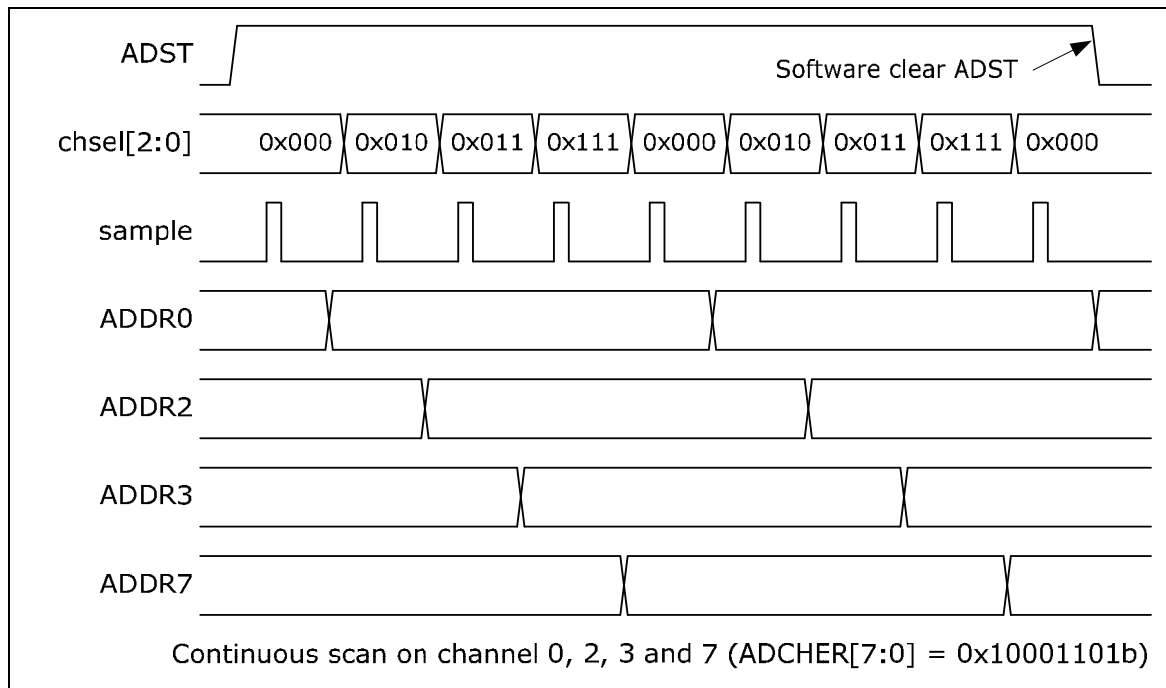 ADST
Software clear ADST
chsel[2:0] 0x000 0x010 0x011 0x111 0x000 0x010 0x011 0x111 0x000
sample
ADDR0
ADDR2
ADDR3
ADDR7
Continuous scan on channel 0, 2, 3 and 7 (ADCHER[7:0] = 0x10001101b)